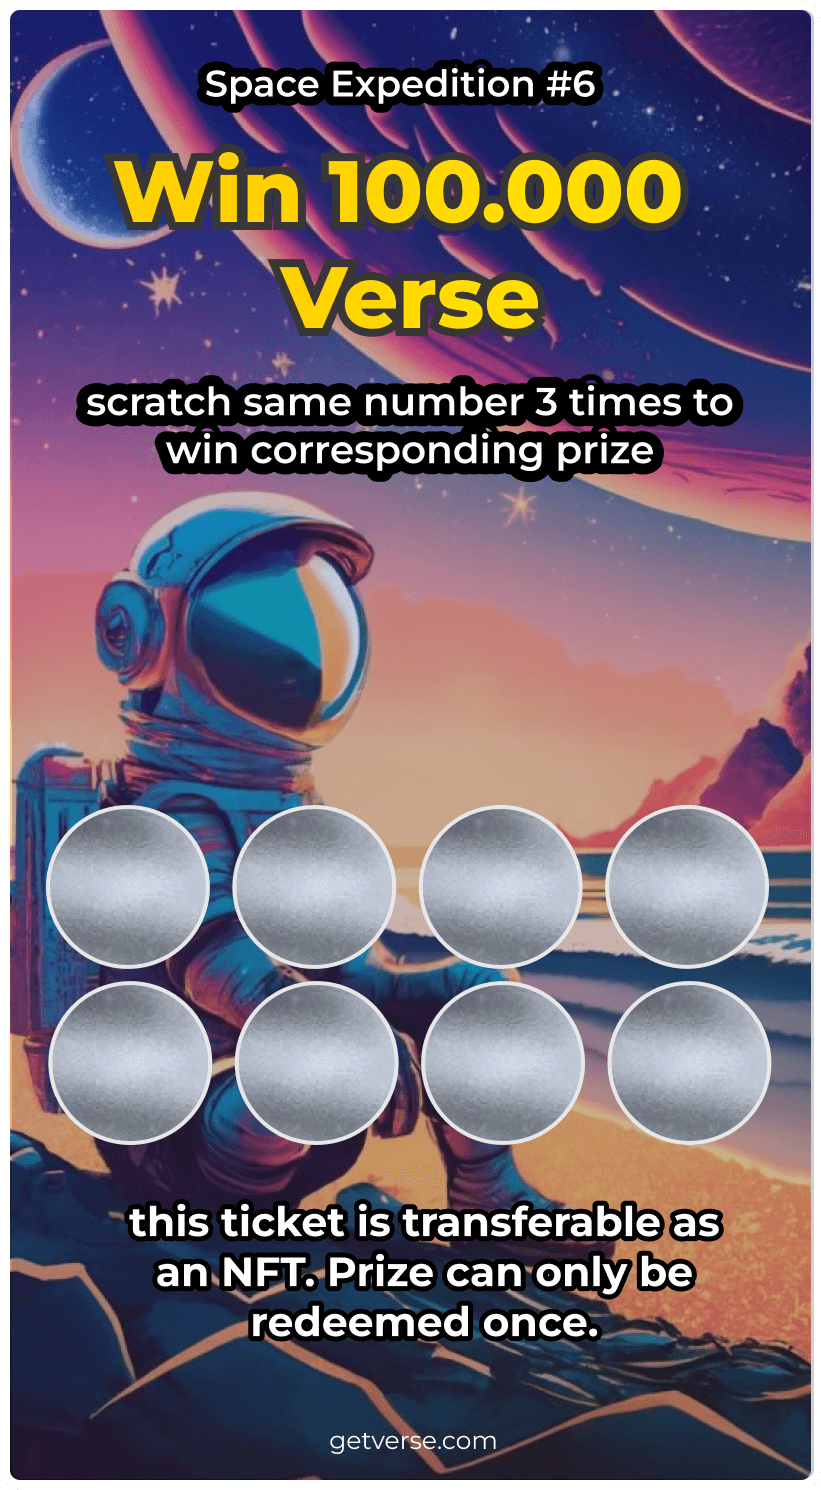 Space Expedition #6
Win 100.000
Verse
scratch same number 3 times to
win corresponding prize
this ticket is transferable as
an NFT. Prize can only be
redeemed once.
getverse.com